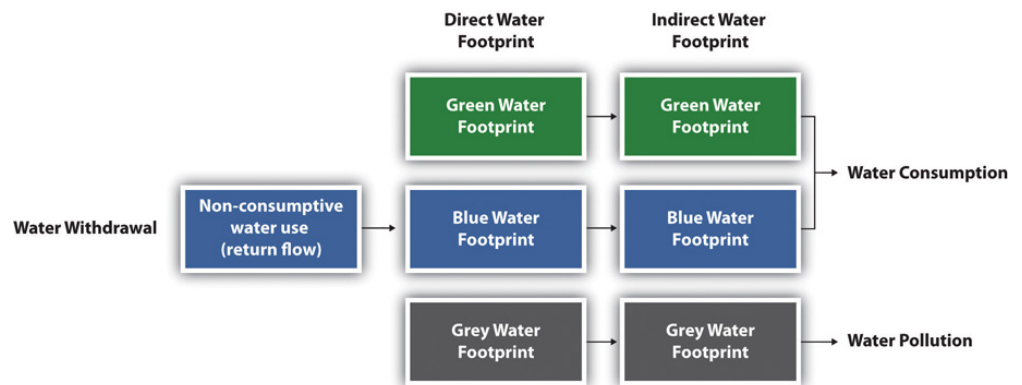 Direct Water
Footprint
Indirect Water
Footprint
Green Water
Footprint
Green Water
Footprint
Water Consumption
Water Withdrawal
Non-consumptive
water use
(return flow)
Blue Water
Footprint
Blue Water
Footprint
Grey Water
Footprint
Grey Water
Footprint
Water Pollution